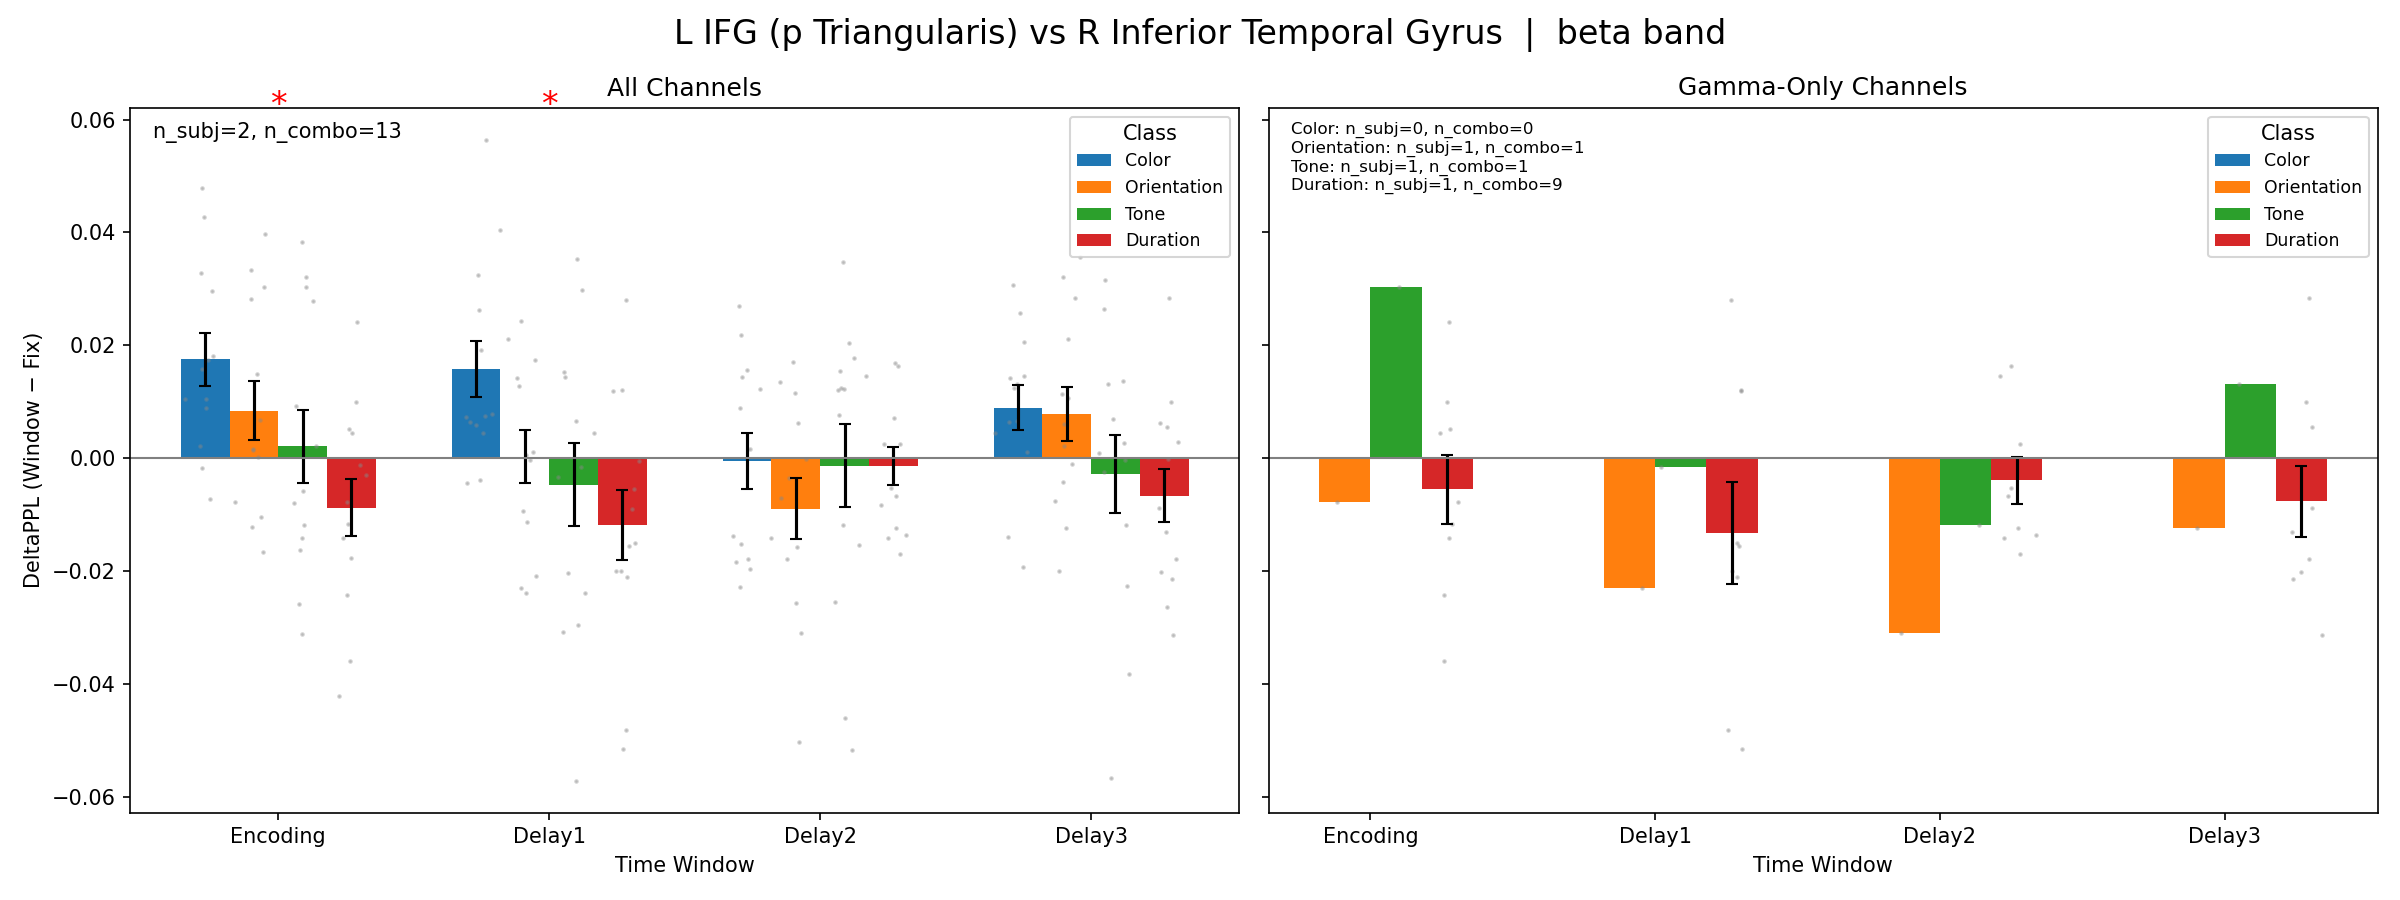 L IFG (p Triangularis) vs R Inferior Temporal Gyrus | beta band
All Channels
*
*
n_subj=2, n_combo=13
Class
Color
Orientation
Tone
Duration
0.06
0.04
0.02
0.00
−0.02
−0.04
−0.06
DeltaPPL (Window − Fix)
Encoding
Delay1
Delay2
Delay3
Time Window
Gamma-Only Channels
Color: n_subj=0, n_combo=0
Orientation: n_subj=1, n_combo=1
Tone: n_subj=1, n_combo=1
Duration: n_subj=1, n_combo=9
Class
Color
Orientation
Tone
Duration
Encoding
Delay1
Delay2
Delay3
Time Window